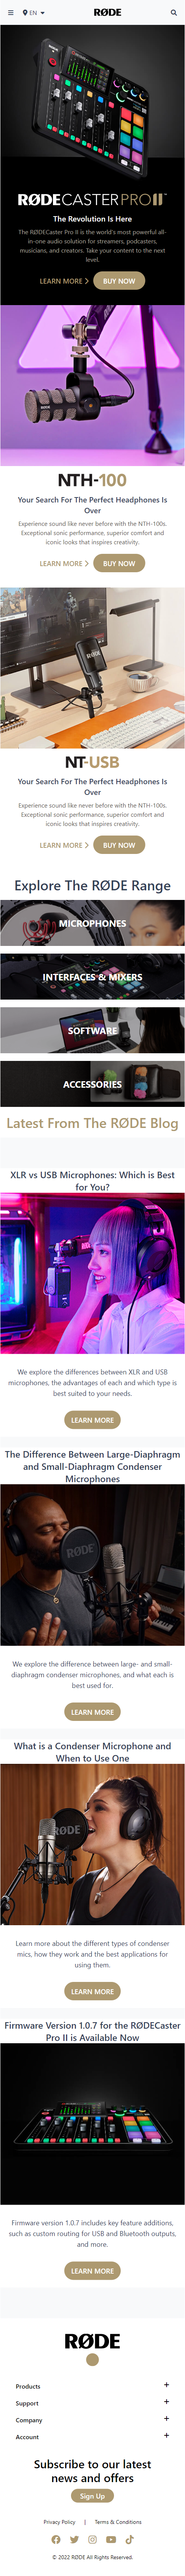 EN
RØDE
RØDECASTER PRO II™
The Revolution Is Here
The RØDECaster Pro II is the world's most powerful all-
in-one audio solution for streamers, podcasters,
musicians, and creators. Take your content to the next
level.
LEARN MORE BUY NOW
NTH-100
Your Search For The Perfect Headphones Is
Over
Experience sound like never before with the NTH-100s.
Exceptional sonic performance, superior comfort and
iconic looks that inspires creativity.
LEARN MORE BUY NOW
NT-USB
Your Search For The Perfect Headphones Is
Over
Experience sound like never before with the NTH-100s.
Exceptional sonic performance, superior comfort and
iconic looks that inspires creativity.
LEARN MORE BUY NOW
Explore The RØDE Range
MICROPHONES
INTERFACES & MIXERS
SOFTWARE
ACCESSORIES
Latest From The RØDE Blog
XLR vs USB Microphones: Which is Best
for You?
We explore the differences between XLR and USB
microphones, the advantages of each and which type is
best suited to your needs.
LEARN MORE
The Difference Between Large-Diaphragm
and Small-Diaphragm Condenser
Microphones
RØDE
We explore the difference between large- and small-
diaphragm condenser microphones, and what each is
best used for.
LEARN MORE
What is a Condenser Microphone and
When to Use One
RØDE
Learn more about the different types of condenser
mics, how they work and the best applications for
using them.
LEARN MORE
Firmware Version 1.0.7 for the RØDECaster
Pro II is Available Now
Firmware version 1.0.7 includes key feature additions,
such as custom routing for USB and Bluetooth outputs,
and more.
LEARN MORE
RØDE
Products +
Support +
Company +
Account +
Subscribe to our latest
news and offers
Sign Up
Privacy Policy | Terms & Conditions
© 2022 RØDE All Rights Reserved.